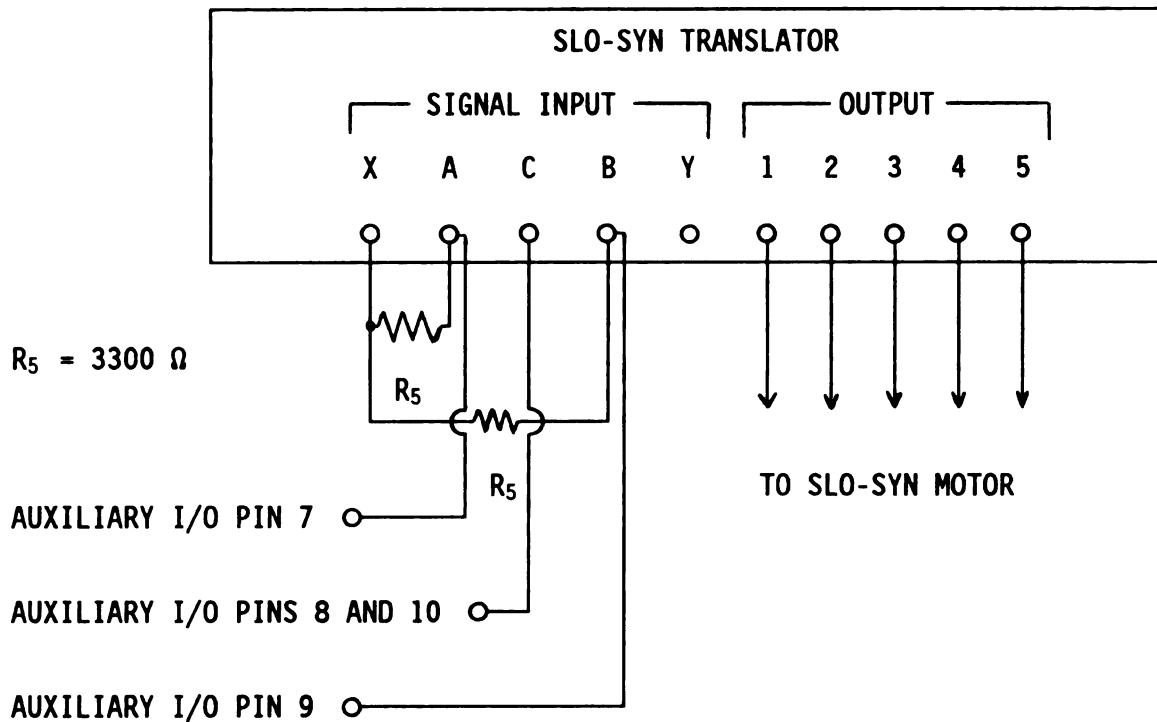 SLO-SYN TRANSLATOR
SIGNAL INPUT OUTPUT
X A C B Y 1 2 3 4 5
R₅ = 3300 Ω
R₅
R₅
TO SLO-SYN MOTOR
AUXILIARY I/O PIN 7
AUXILIARY I/O PINS 8 AND 10
AUXILIARY I/O PIN 9